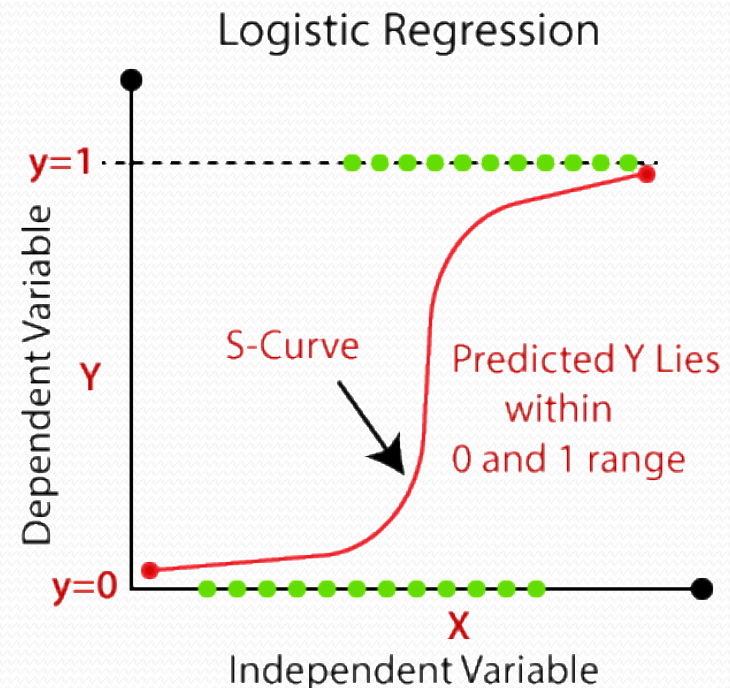 Logistic Regression
y=1
Dependent Variable
Y
S-Curve
Predicted Y Lies
within
0 and 1 range
y=0
X
Independent Variable